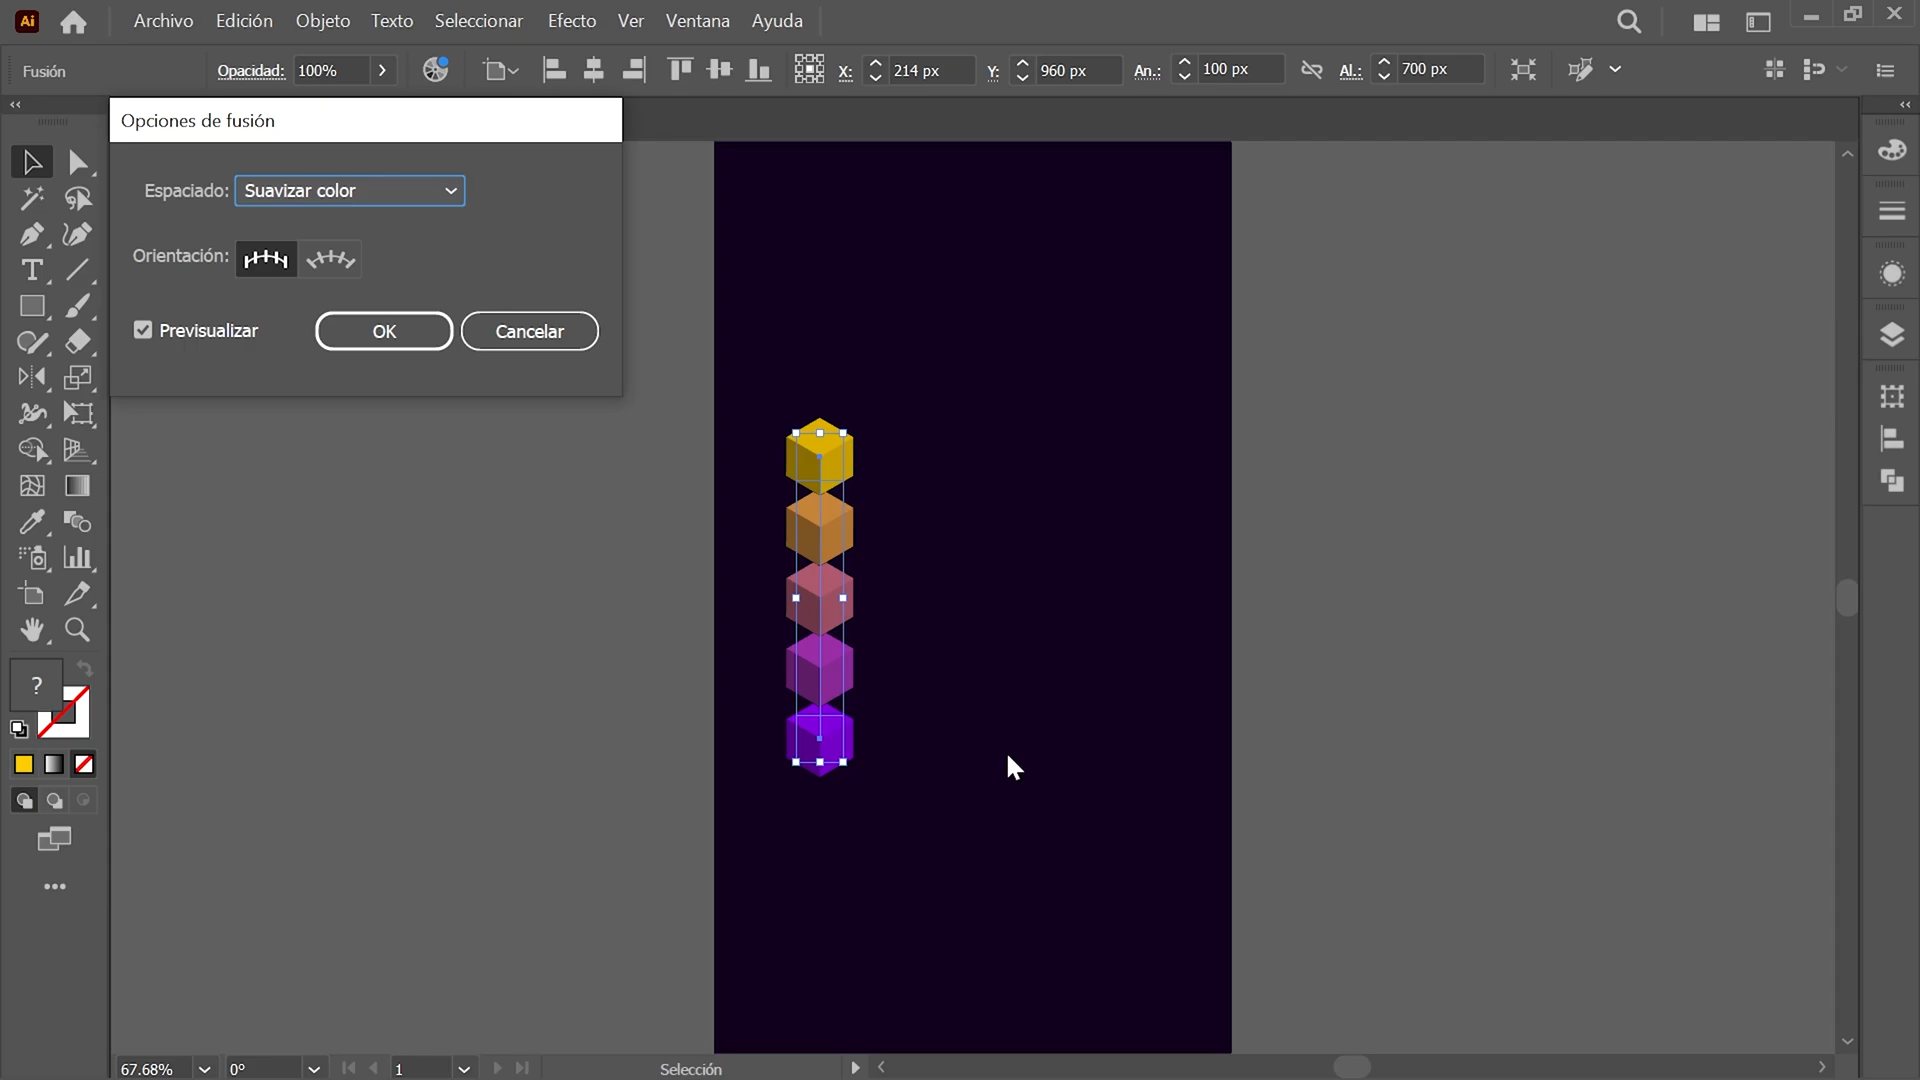 Ai Archivo Edición Objeto Texto Seleccionar Efecto Ver Ventana Ayuda
Fusión Opacidad: 100% X: 214 px Y: 960 px An.: 100 px Al.: 700 px
Opciones de fusión
Espaciado: Suavizar color
Orientación:
Previsualizar OK Cancelar
T
?
67.68% 0° 1 Selección